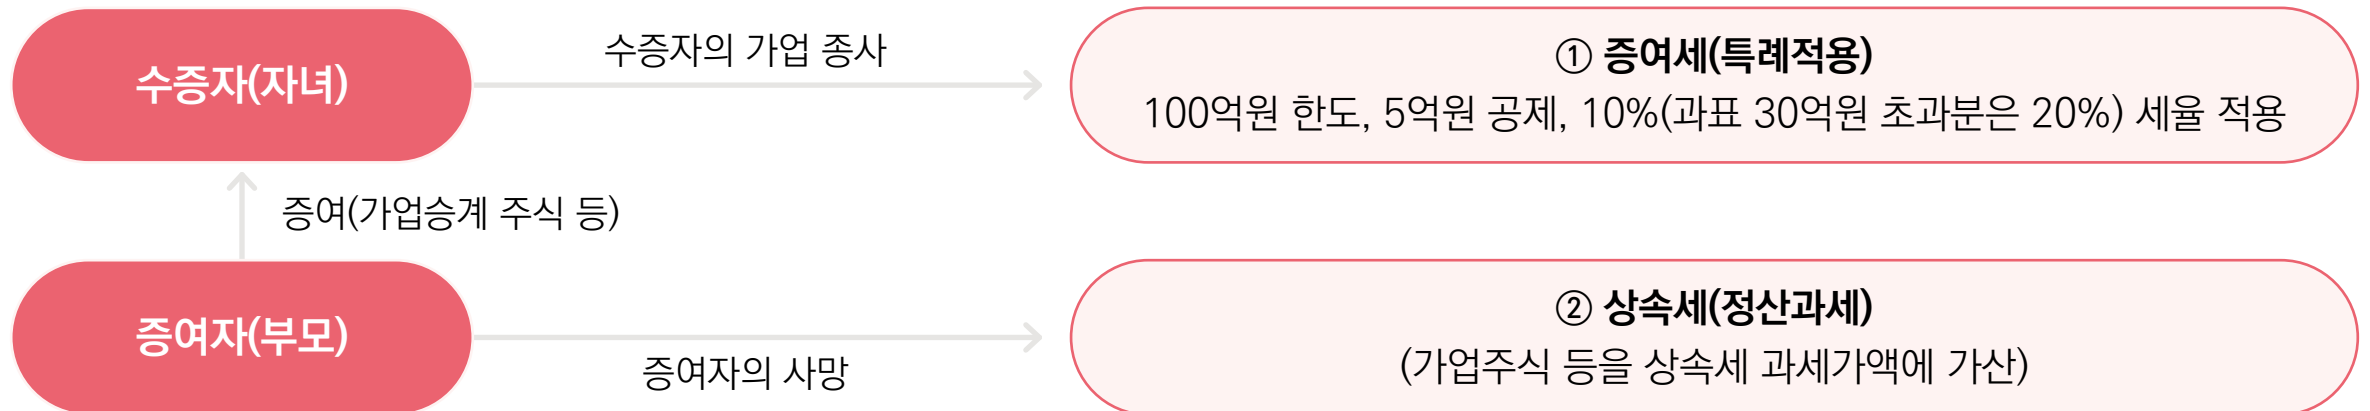 수증자(자녀)
수증자의 가업 종사
① 증여세(특례적용)
100억원 한도, 5억원 공제, 10%(과표 30억원 초과분은 20%) 세율 적용
증여(가업승계 주식 등)
증여자(부모)
증여자의 사망
② 상속세(정산과세)
(가업주식 등을 상속세 과세가액에 가산)